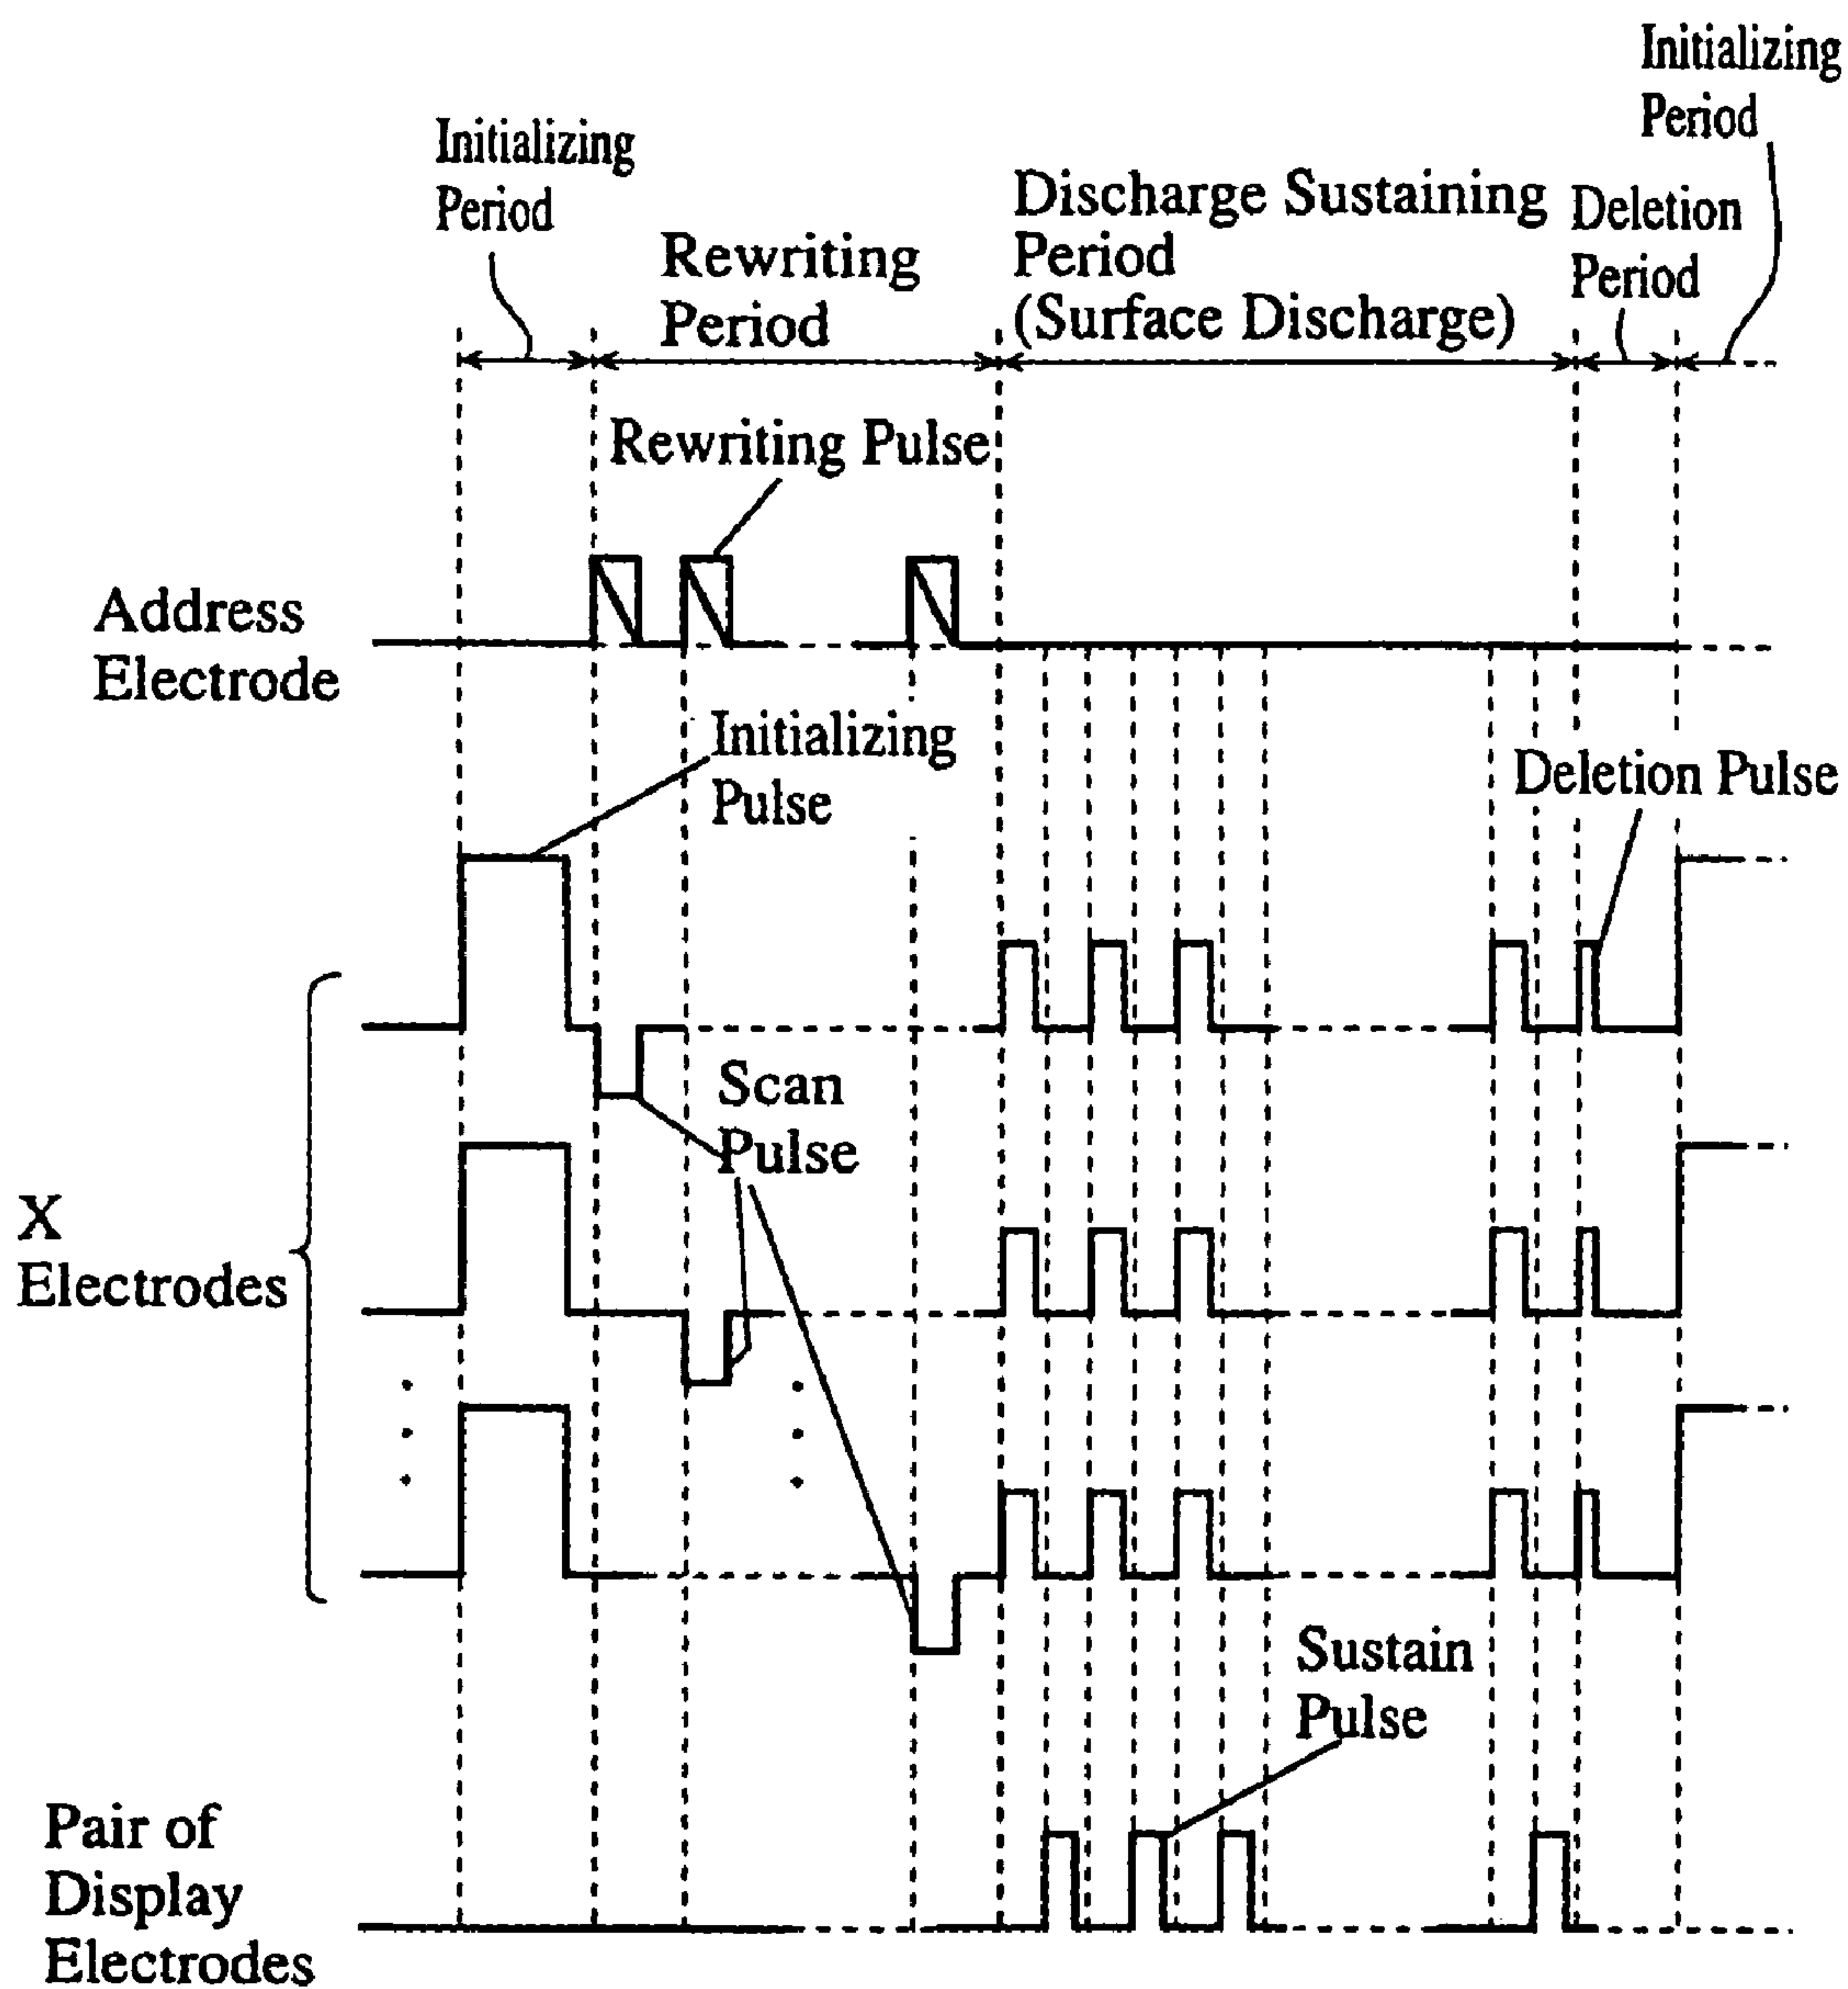 Initializing
Period
Initializing
Period
Rewriting
Period
Discharge Sustaining
Period
(Surface Discharge)
Deletion
Period
Rewriting Pulse
Address
Electrode
Initializing
Pulse
Deletion Pulse
Scan
Pulse
X
Electrodes
Sustain
Pulse
Pair of
Display
Electrodes